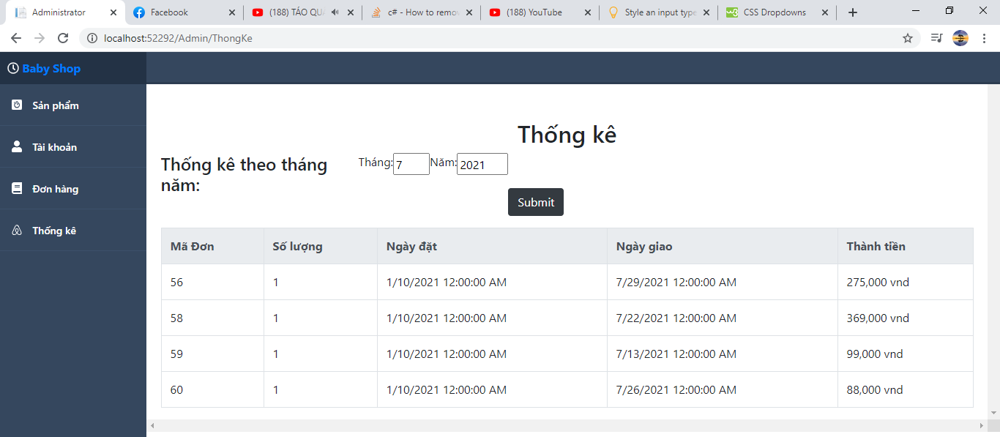 Administrator
Facebook
(188) TÁO QU
c# - How to remo
(188) YouTube
Style an input type
CSS Dropdowns
localhost:52292/Admin/ThongKe
Baby Shop
Sản phẩm
Tài khoản
Đơn hàng
Thống kê
Thống kê
Thống kê theo tháng
năm:
Tháng: 7 Năm: 2021
Submit
Mã Đơn Số lượng Ngày đặt Ngày giao Thành tiền
56 1 1/10/2021 12:00:00 AM 7/29/2021 12:00:00 AM 275,000 vnd
58 1 1/10/2021 12:00:00 AM 7/22/2021 12:00:00 AM 369,000 vnd
59 1 1/10/2021 12:00:00 AM 7/13/2021 12:00:00 AM 99,000 vnd
60 1 1/10/2021 12:00:00 AM 7/26/2021 12:00:00 AM 88,000 vnd